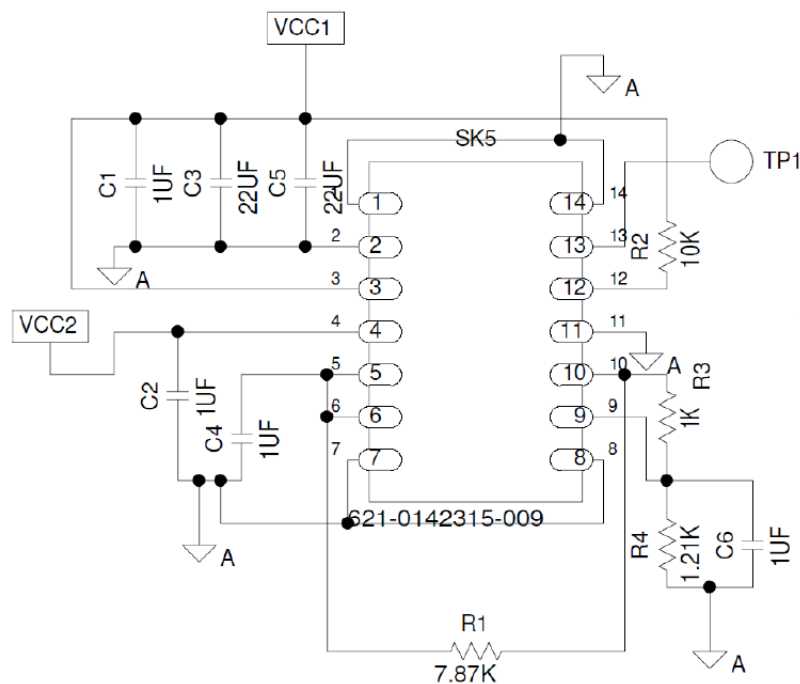 VCC1
A
SK5
TP1
C1
1UF
C3
22UF
C5
22UF
1
14
14
2
2
13
13
R2
10K
A
3
3
12
12
VCC2
4
4
11
11
5
5
10
10
A
R3
1K
C2
1UF
C4
1UF
6
6
9
9
7
7
8
8
621-0142315-009
A
R4
1.21K
C6
1UF
R1
7.87K
A